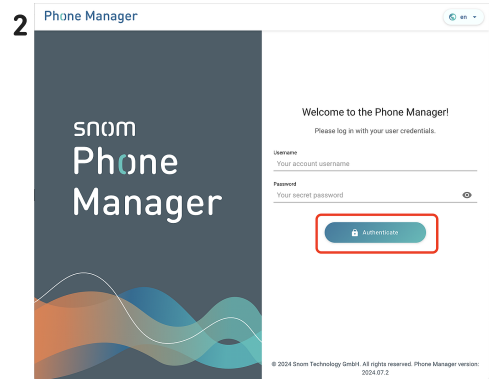 2
Phone Manager
en
snom
Phone
Manager
Welcome to the Phone Manager!
Please log in with your user credentials.
Username
Your account username
Password
Your secret password
Authenticate
© 2024 Snom Technology GmbH. All rights reserved. Phone Manager version:
2024.07.2